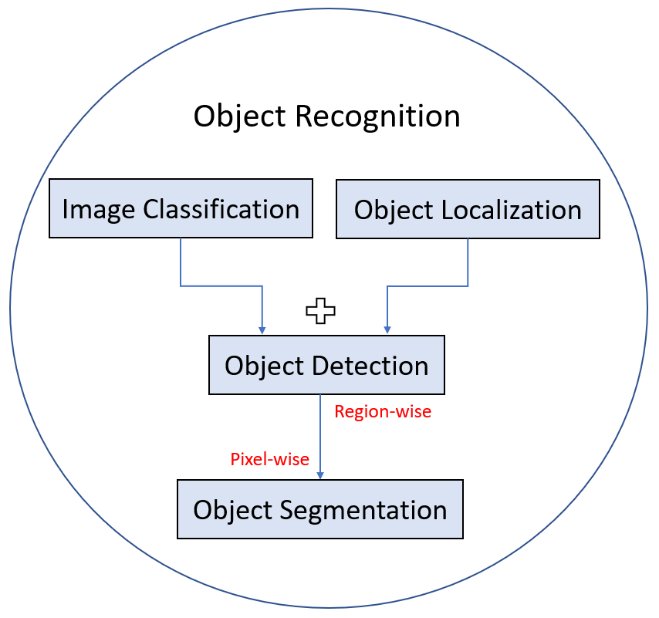 Object Recognition
Image Classification
Object Localization
Object Detection
Region-wise
Pixel-wise
Object Segmentation